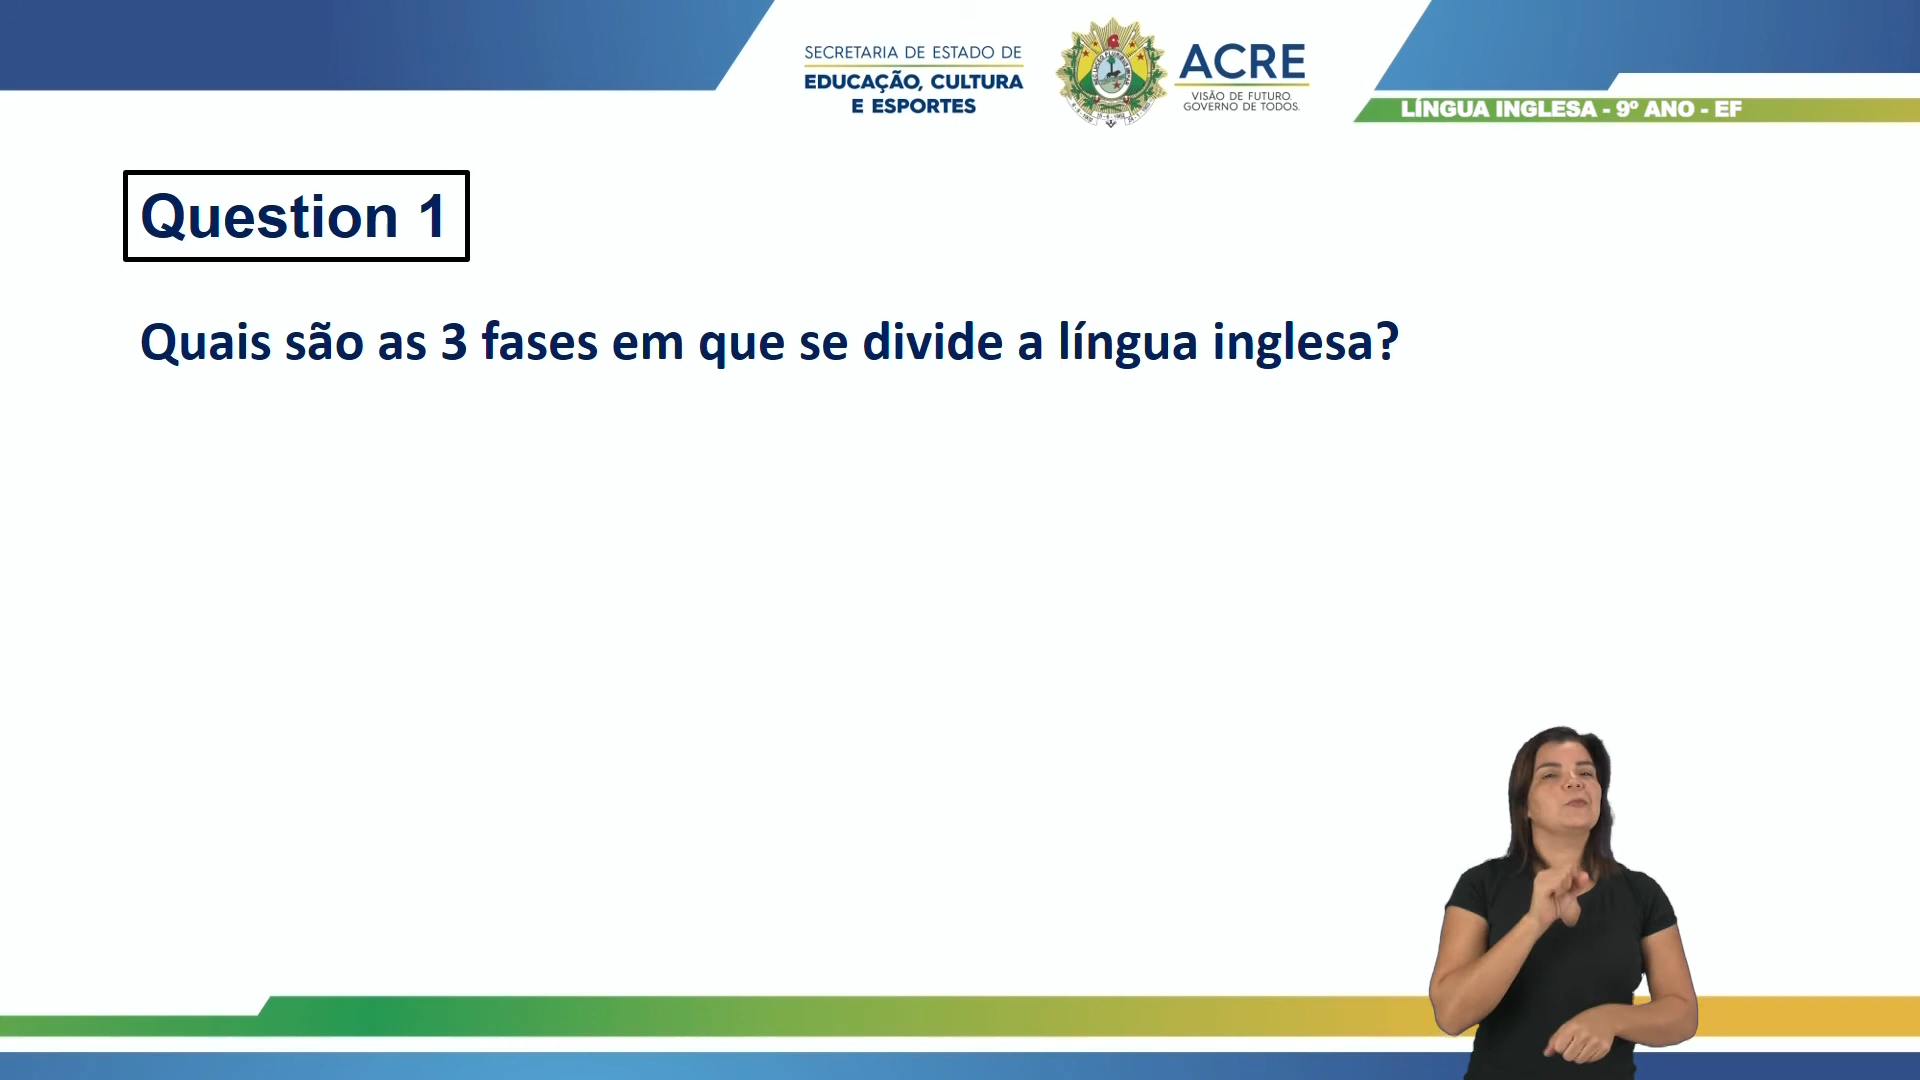 SECRETARIA DE ESTADO DE
EDUCAÇÃO, CULTURA
E ESPORTES
ACRE
VISÃO DE FUTURO.
GOVERNO DE TODOS.
LÍNGUA INGLESA - 9º ANO - EF
Question 1
Quais são as 3 fases em que se divide a língua inglesa?